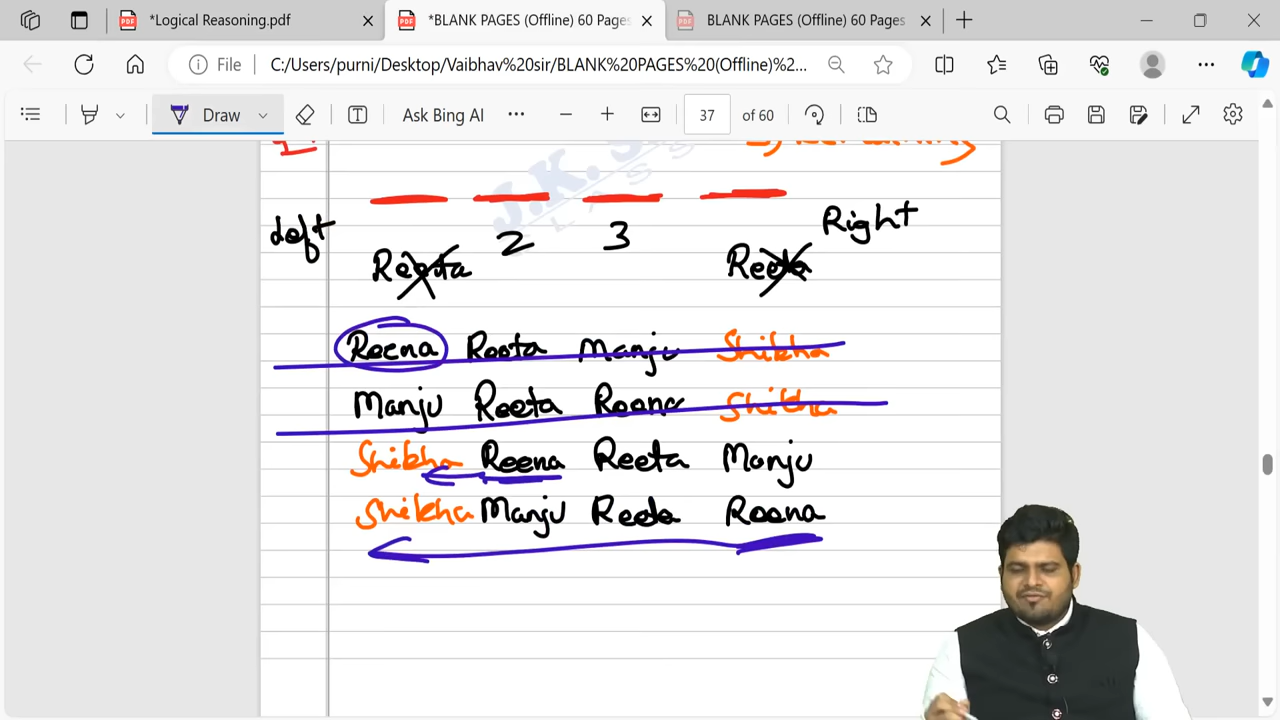 *Logical Reasoning.pdf
*BLANK PAGES (Offline) 60 Pages
BLANK PAGES (Offline) 60 Pages
File
C:/Users/purni/Desktop/Vaibhav%20sir/BLANK%20PAGES%20(Offline)%2...
Draw
Ask Bing AI
37
of 60
J.K.
Left
2
3
Right
Reeta
Reeta
Reena Reeta Manju Shikha
Manju Reeta Reena Shikha
Shikha Reena Reeta Manju
Shikha Manju Reeta Reena